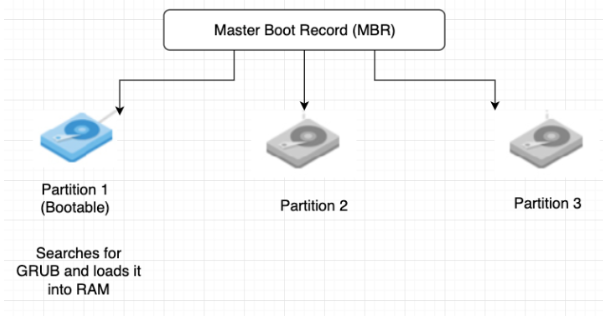 Master Boot Record (MBR)
Partition 1
(Bootable)
Partition 2
Partition 3
Searches for
GRUB and loads it
into RAM